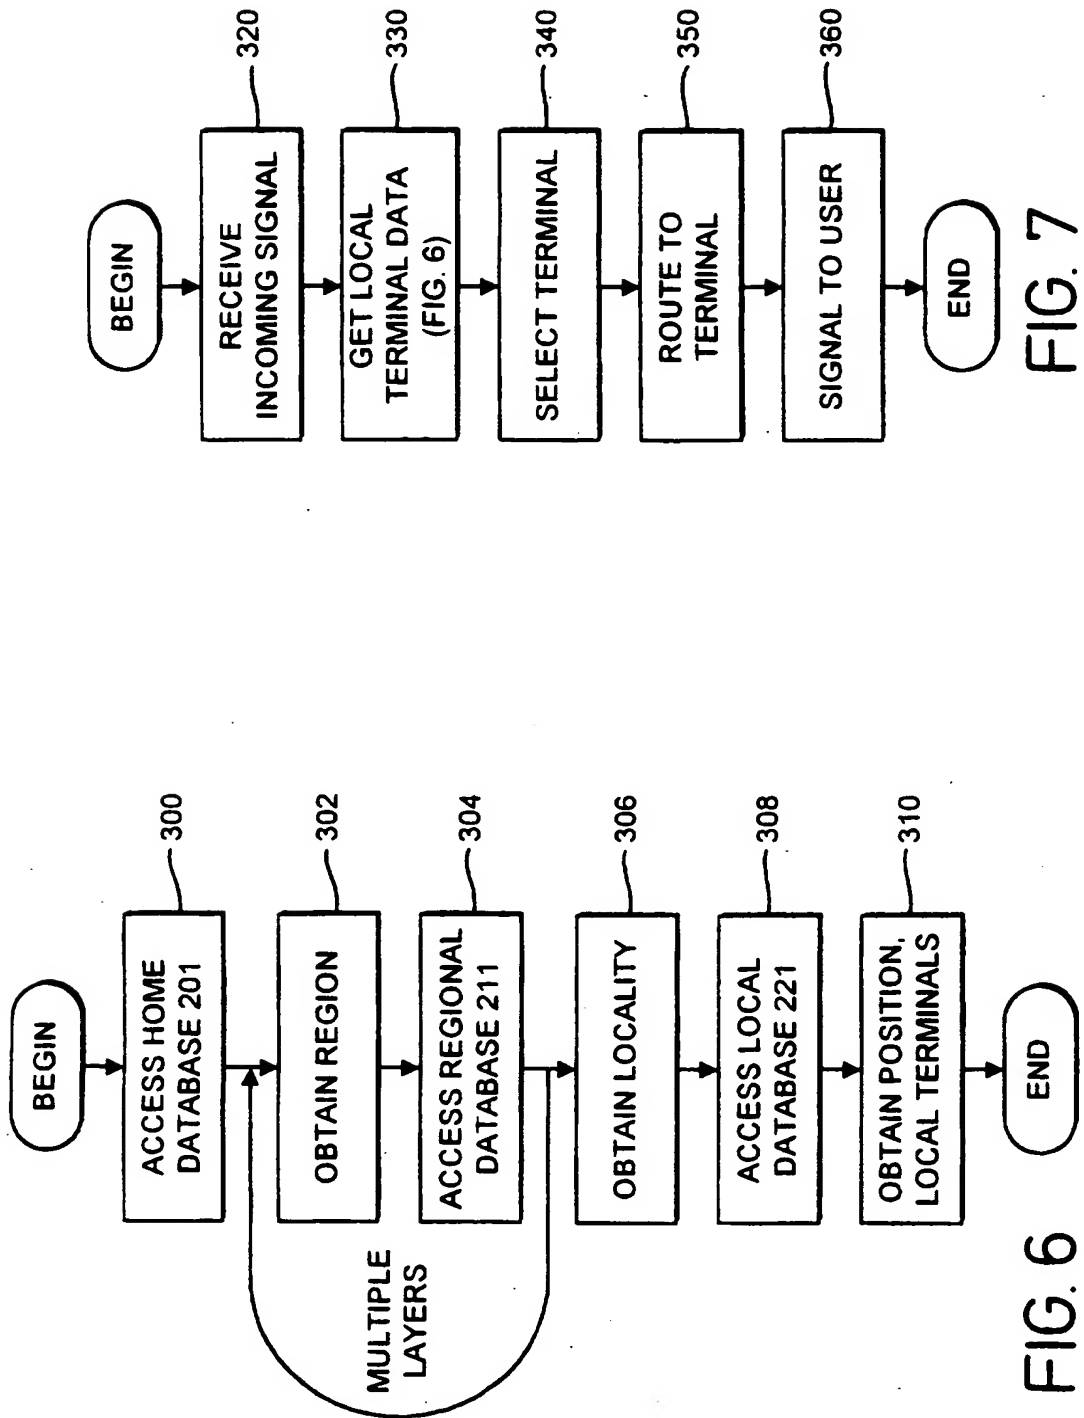 BEGIN
ACCESS HOME
DATABASE 201
300
OBTAIN REGION
302
ACCESS REGIONAL
DATABASE 211
304
MULTIPLE
LAYERS
OBTAIN LOCALITY
306
ACCESS LOCAL
DATABASE 221
308
OBTAIN POSITION,
LOCAL TERMINALS
310
END
FIG. 6
BEGIN
RECEIVE
INCOMING SIGNAL
320
GET LOCAL
TERMINAL DATA
(FIG. 6)
330
SELECT TERMINAL
340
ROUTE TO
TERMINAL
350
SIGNAL TO USER
360
END
FIG. 7